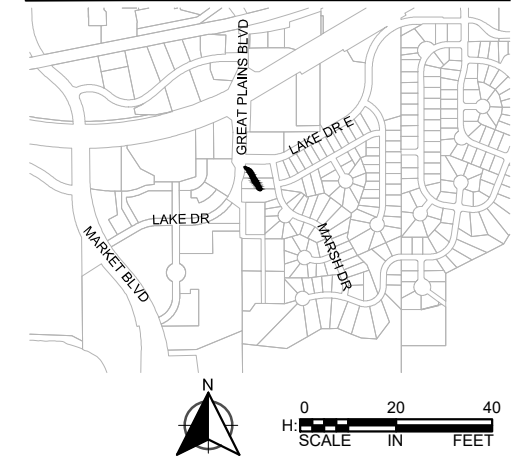 GREAT PLAINS BLVD
LAKE DR E
LAKE DR
MARSH DR
MARKET BLVD
N
0 20 40
H:
SCALE IN FEET